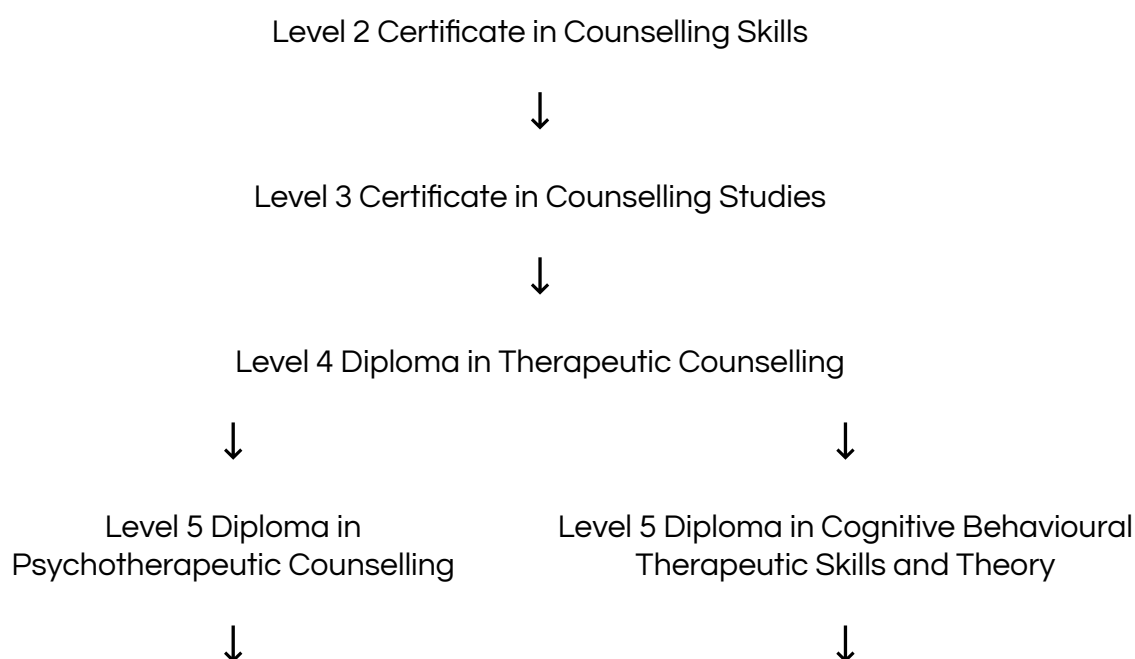 Level 2 Certificate in Counselling Skills
↓
Level 3 Certificate in Counselling Studies
↓
Level 4 Diploma in Therapeutic Counselling
↓ ↓
Level 5 Diploma in
Psychotherapeutic Counselling
Level 5 Diploma in Cognitive Behavioural
Therapeutic Skills and Theory
↓ ↓